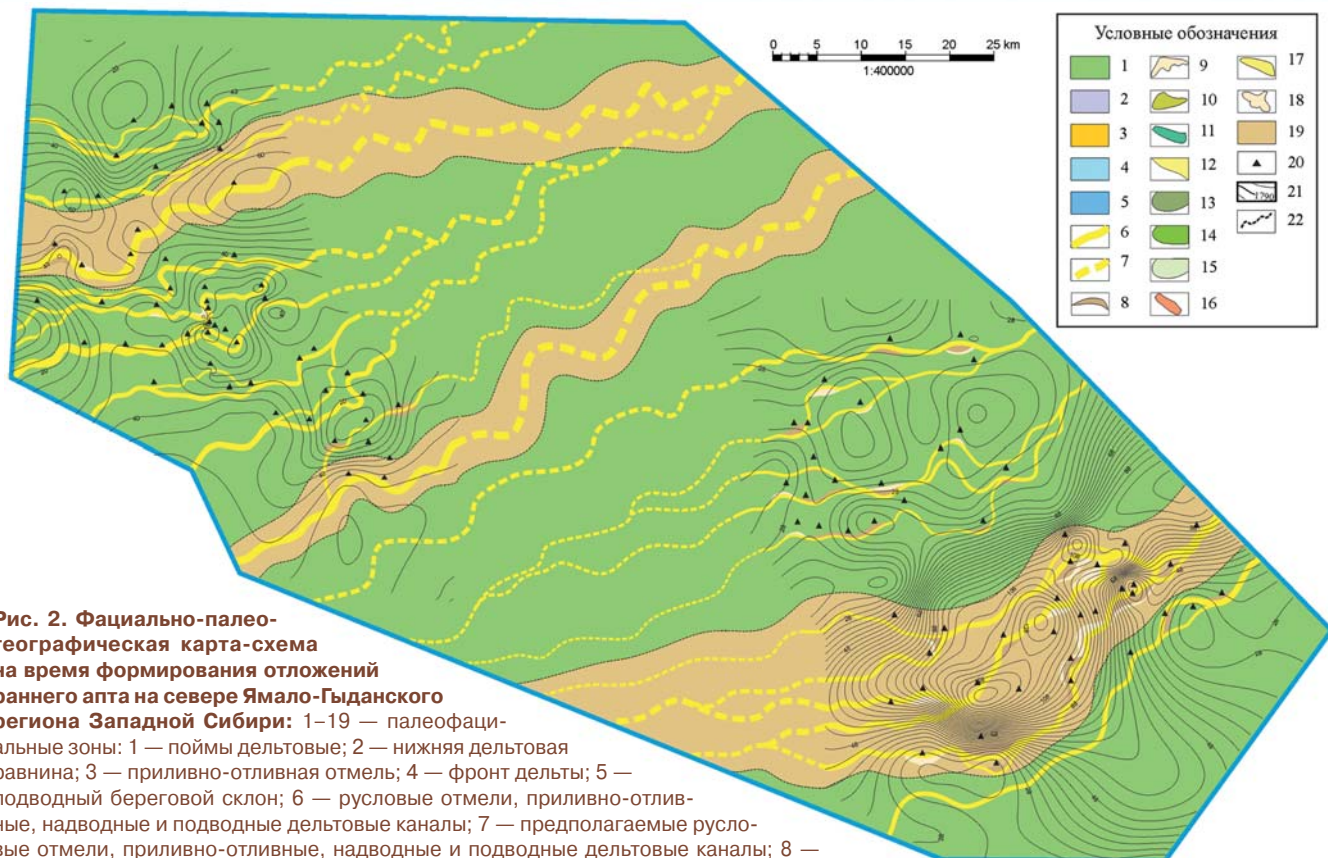 0 5 10 15 20 25 km
1:400000
Условные обозначения
1 9 17
2 10 18
3 11 19
4 12 20
5 13 21
1790
6 14 22
7 15
8 16
Рис. 2. Фациально-палео-
географическая карта-схема
на время формирования отложений
раннего апта на севере Ямало-Гыданского
региона Западной Сибири: 1–19 — палеофаци-
альные зоны: 1 — поймы дельтовые; 2 — нижняя дельтовая
равнина; 3 — приливно-отливная отмель; 4 — фронт дельты; 5 —
подводный береговой склон; 6 — русловые отмели, приливно-отлив-
ные, надводные и подводные дельтовые каналы; 7 — предполагаемые русло-
вые отмели, приливно-отливные, надводные и подводные дельтовые каналы; 8 —